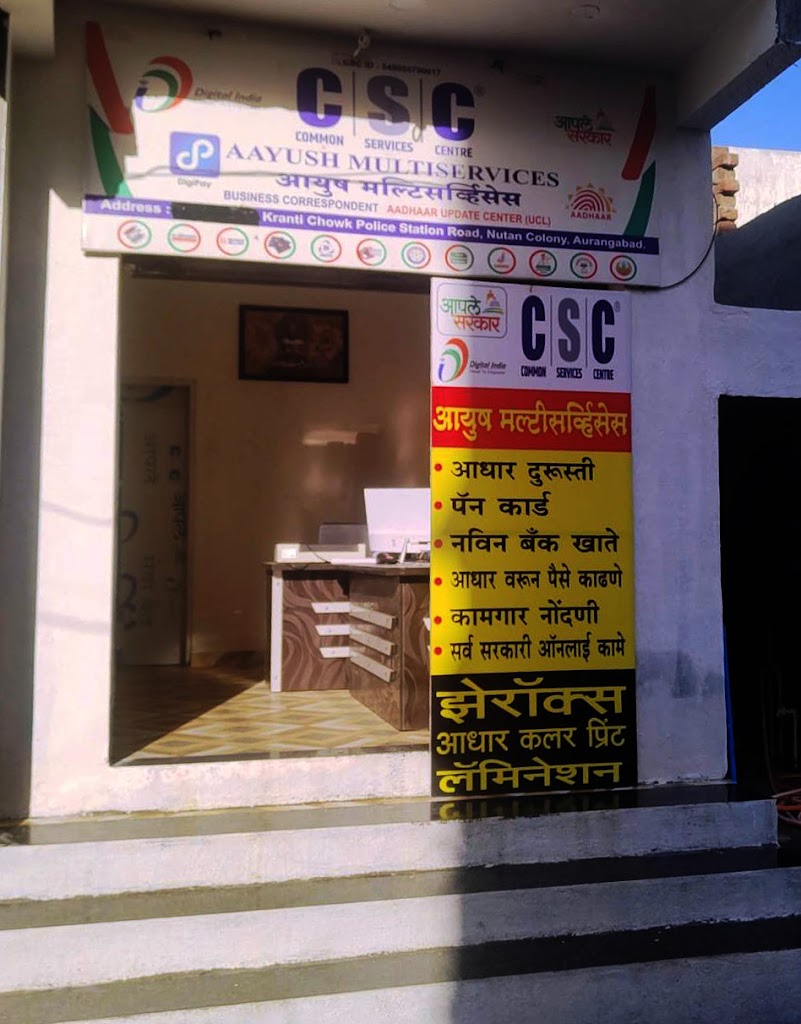 Digital India
CSC
COMMON SERVICES CENTRE
आपले सरकार
DigiPay
AAYUSH MULTISERVICES
आयुष मल्टिसर्व्हिसेस
BUSINESS CORRESPONDENT AADHAAR UPDATE CENTER (UCL)
AADHAAR
Address : Kranti Chowk Police Station Road, Nutan Colony, Aurangabad.
आपले सरकार
CSC
Digital India
COMMON SERVICES CENTRE
आयुष मल्टीसर्व्हिसेस
• आधार दुरूस्ती
• पॅन कार्ड
• नविन बँक खाते
• आधार वरून पैसे काढणे
• कामगार नोंदणी
• सर्व सरकारी ऑनलाई कामे
झेरॉक्स
आधार कलर प्रिंट
लॅमिनेशन